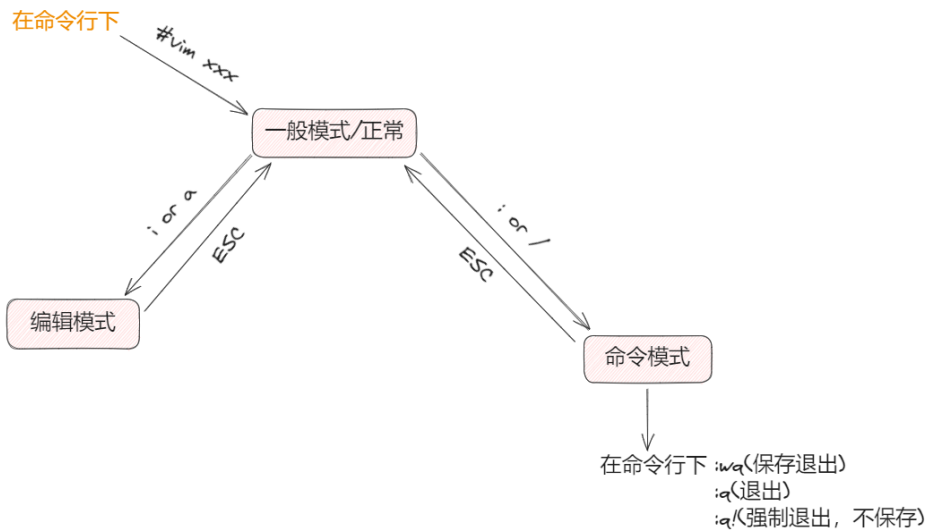 在命令行下
#vim xxx
一般模式/正常
i or a
ESC
: or /
ESC
编辑模式
命令模式
在命令行下 :wq(保存退出)
:q(退出)
:q!(强制退出，不保存)